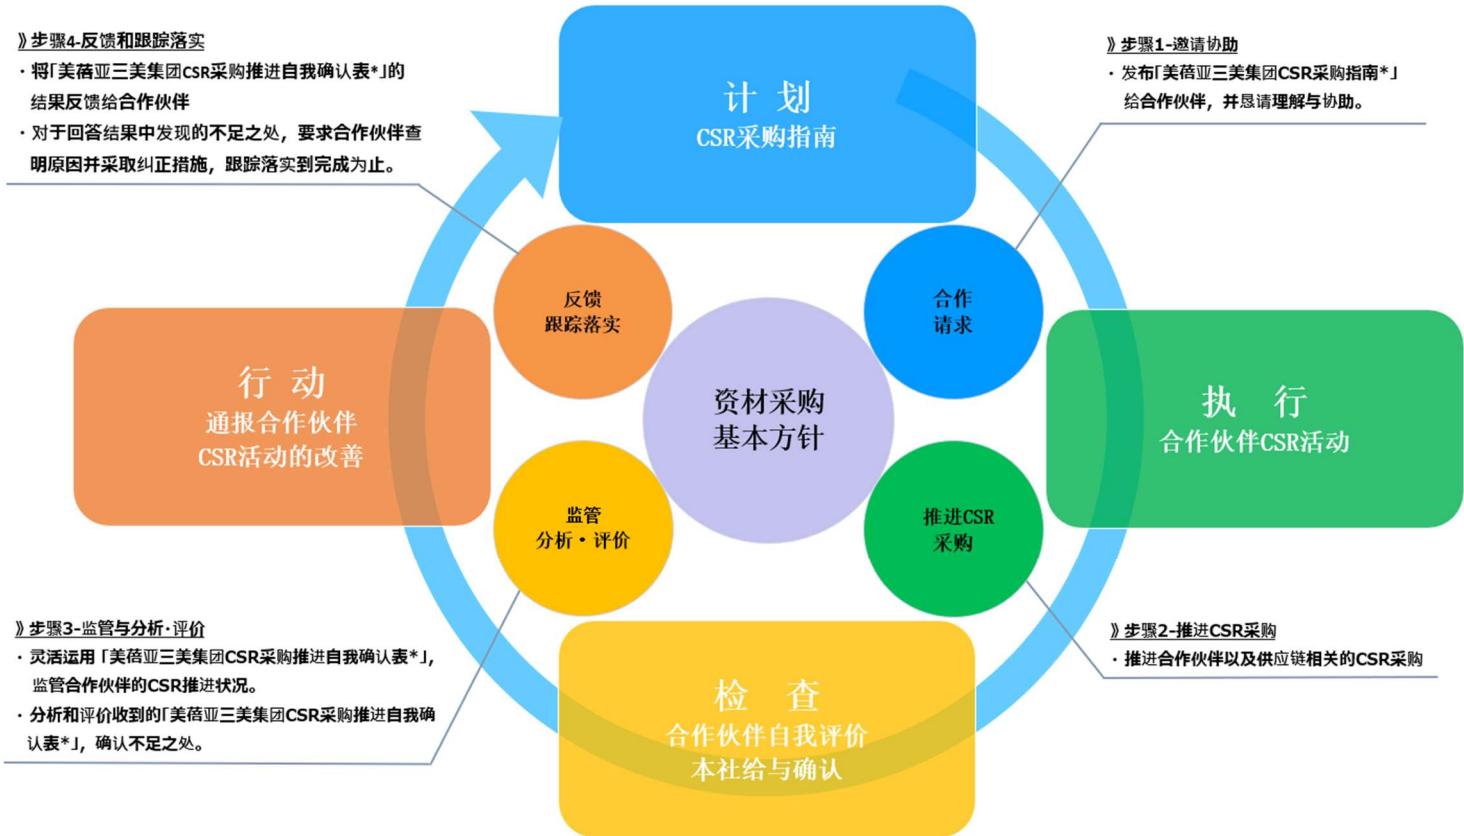 》步骤4-反馈和跟踪落实
・将「美蓓亚三美集团CSR采购推进自我确认表*」的
结果反馈给合作伙伴
・对于回答结果中发现的不足之处，要求合作伙伴查
明原因并采取纠正措施，跟踪落实到完成为止。
计 划
CSR采购指南
》步骤1-邀请协助
・发布「美蓓亚三美集团CSR采购指南*」
给合作伙伴，并恳请理解与协助。
反馈
跟踪落实
合作
请求
行 动
通报合作伙伴
CSR活动的改善
资材采购
基本方针
执 行
合作伙伴CSR活动
监管
分析・评价
推进CSR
采购
》步骤3-监管与分析·评价
・灵活运用「美蓓亚三美集团CSR采购推进自我确认表*」,
监管合作伙伴的CSR推进状况。
・分析和评价收到的「美蓓亚三美集团CSR采购推进自我确
认表*」，确认不足之处。
检 查
合作伙伴自我评价
本社给与确认
》步骤2-推进CSR采购
・推进合作伙伴以及供应链相关的CSR采购